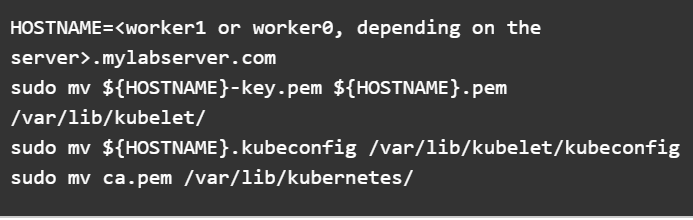 HOSTNAME=<worker1 or worker0, depending on the
server>.mylabserver.com
sudo mv ${HOSTNAME}-key.pem ${HOSTNAME}.pem
/var/lib/kubelet/
sudo mv ${HOSTNAME}.kubeconfig /var/lib/kubelet/kubeconfig
sudo mv ca.pem /var/lib/kubernetes/